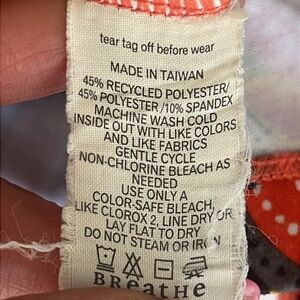 tear tag off before wear
MADE IN TAIWAN
45% RECYCLED POLYESTER/
45% POLYESTER /10% SPANDEX
MACHINE WASH COLD
INSIDE OUT WITH LIKE COLORS
AND LIKE FABRICS
GENTLE CYCLE
NON-CHLORINE BLEACH AS
NEEDED
USE ONLY A
COLOR-SAFE BLEACH,
LIKE CLOROX 2, LINE DRY OR
LAY FLAT TO DRY
DO NOT STEAM OR IRON
BReatHe